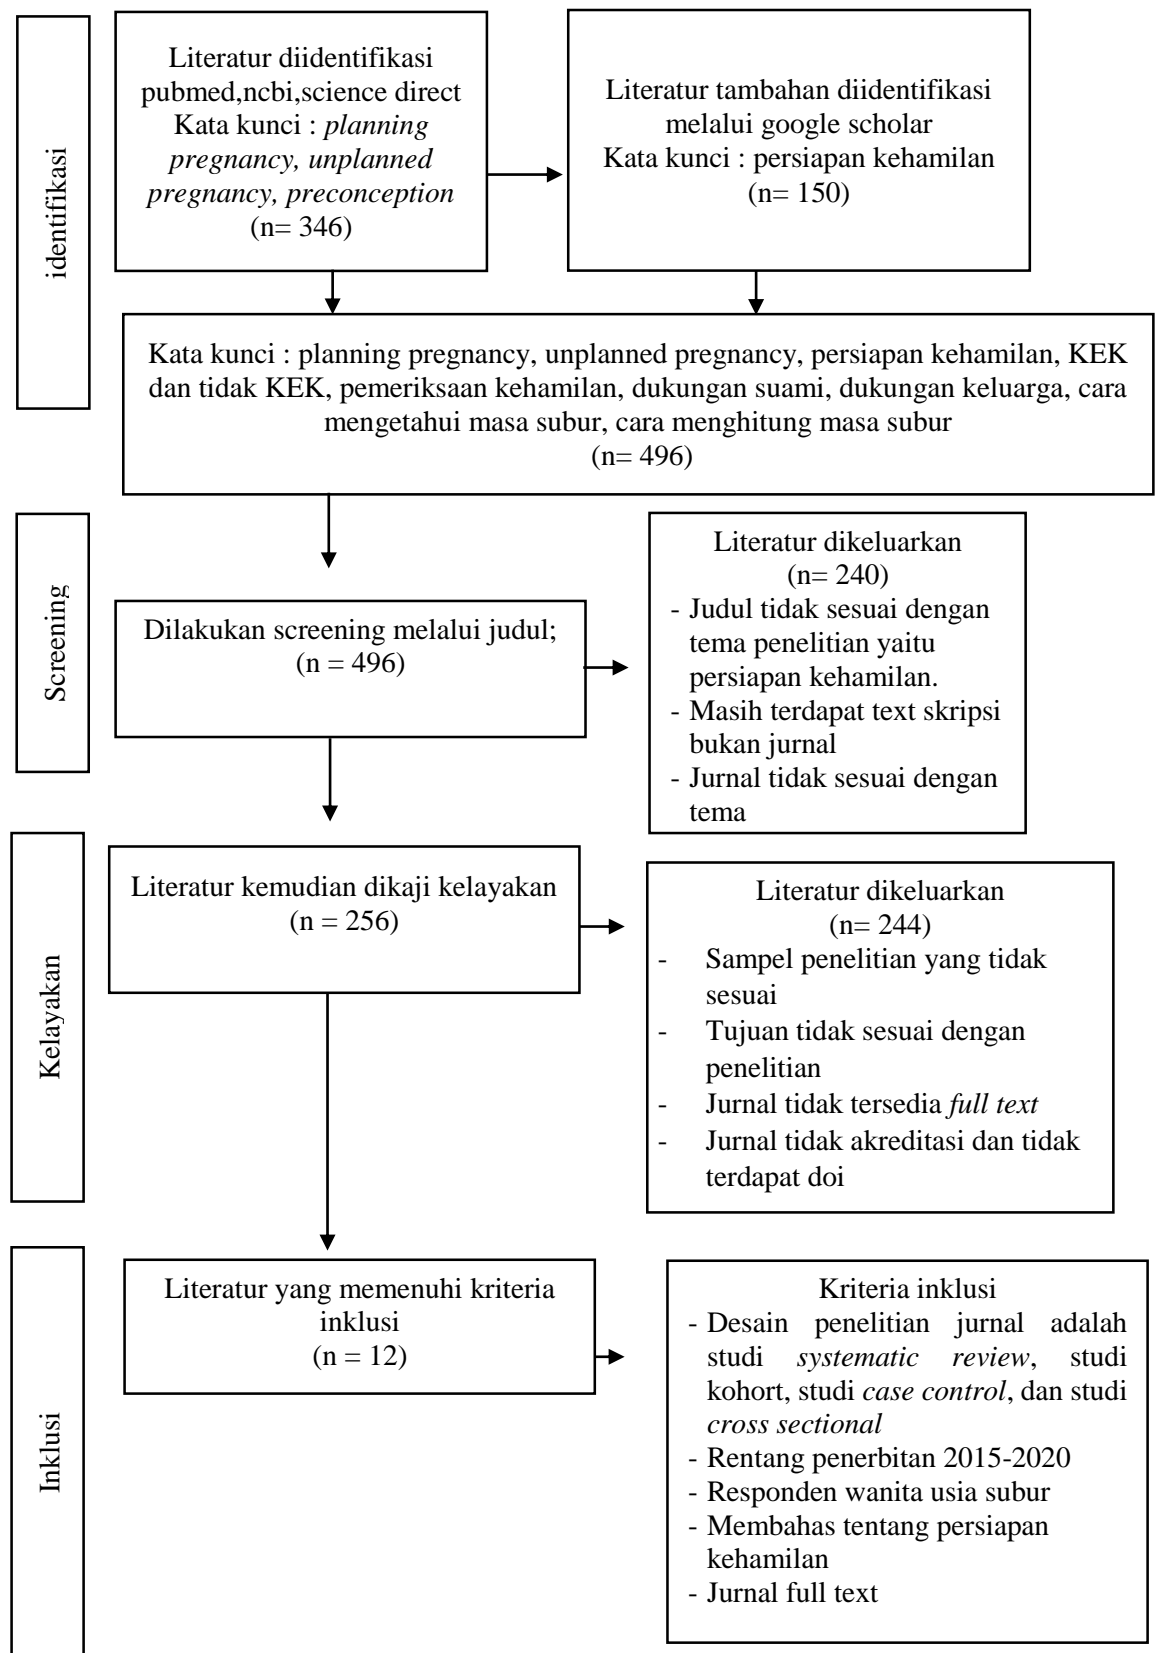 identifikasi
Literatur diidentifikasi
pubmed,ncbi,science direct
Kata kunci : planning
pregnancy, unplanned
pregnancy, preconception
(n= 346)
Literatur tambahan diidentifikasi
melalui google scholar
Kata kunci : persiapan kehamilan
(n= 150)
Kata kunci : planning pregnancy, unplanned pregnancy, persiapan kehamilan, KEK
dan tidak KEK, pemeriksaan kehamilan, dukungan suami, dukungan keluarga, cara
mengetahui masa subur, cara menghitung masa subur
(n= 496)
Screening
Dilakukan screening melalui judul;
(n = 496)
Literatur dikeluarkan
(n= 240)
- Judul tidak sesuai dengan
tema penelitian yaitu
persiapan kehamilan.
- Masih terdapat text skripsi
bukan jurnal
- Jurnal tidak sesuai dengan
tema
Kelayakan
Literatur kemudian dikaji kelayakan
(n = 256)
Literatur dikeluarkan
(n= 244)
- Sampel penelitian yang tidak
sesuai
- Tujuan tidak sesuai dengan
penelitian
- Jurnal tidak tersedia full text
- Jurnal tidak akreditasi dan tidak
terdapat doi
Inklusi
Literatur yang memenuhi kriteria
inklusi
(n = 12)
Kriteria inklusi
- Desain penelitian jurnal adalah
studi systematic review, studi
kohort, studi case control, dan studi
cross sectional
- Rentang penerbitan 2015-2020
- Responden wanita usia subur
- Membahas tentang persiapan
kehamilan
- Jurnal full text